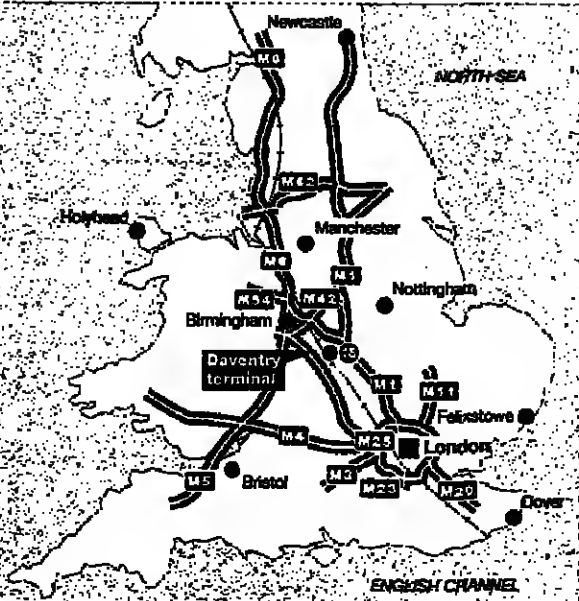 Newcastle
M6
NORTH SEA
M62
Holyhead
Manchester
M6
M1
M54
M42
Nottingham
Birmingham
Daventry
terminal
M1
M11
Felixstowe
M4
M25
London
M5
Bristol
M3
M23
M20
Dover
ENGLISH CHANNEL